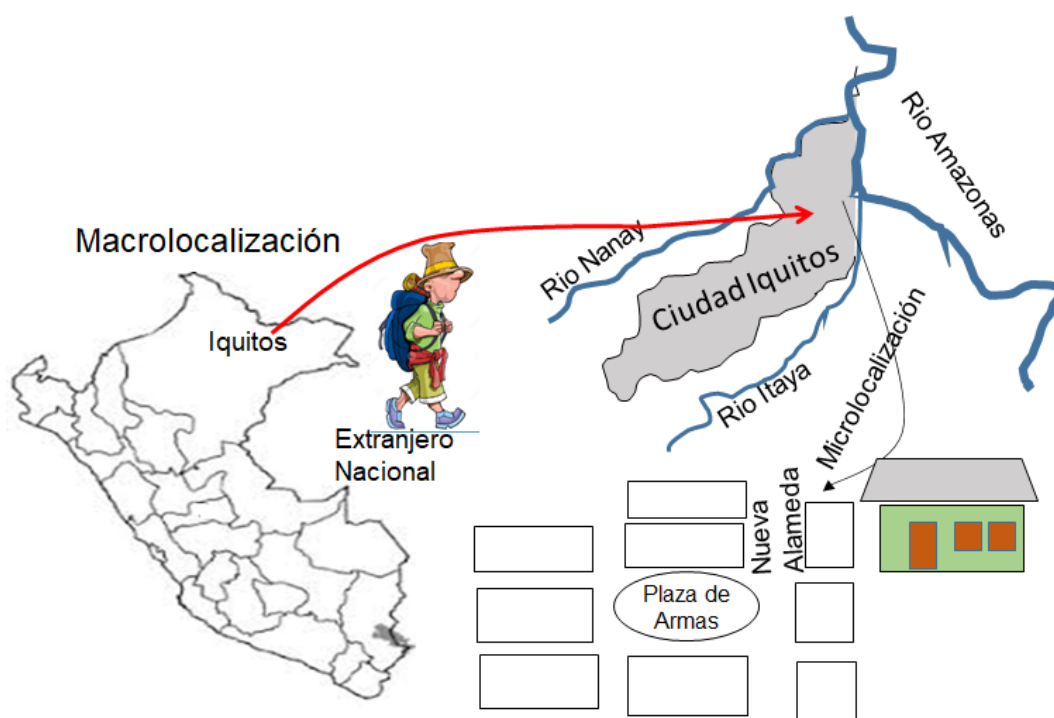 Macrolocalización
Iquitos
Extranjero
Nacional
Rio Nanay
Ciudad Iquitos
Rio Amazonas
Rio Itaya
Microlocalización
Nueva
Alameda
Plaza de
Armas